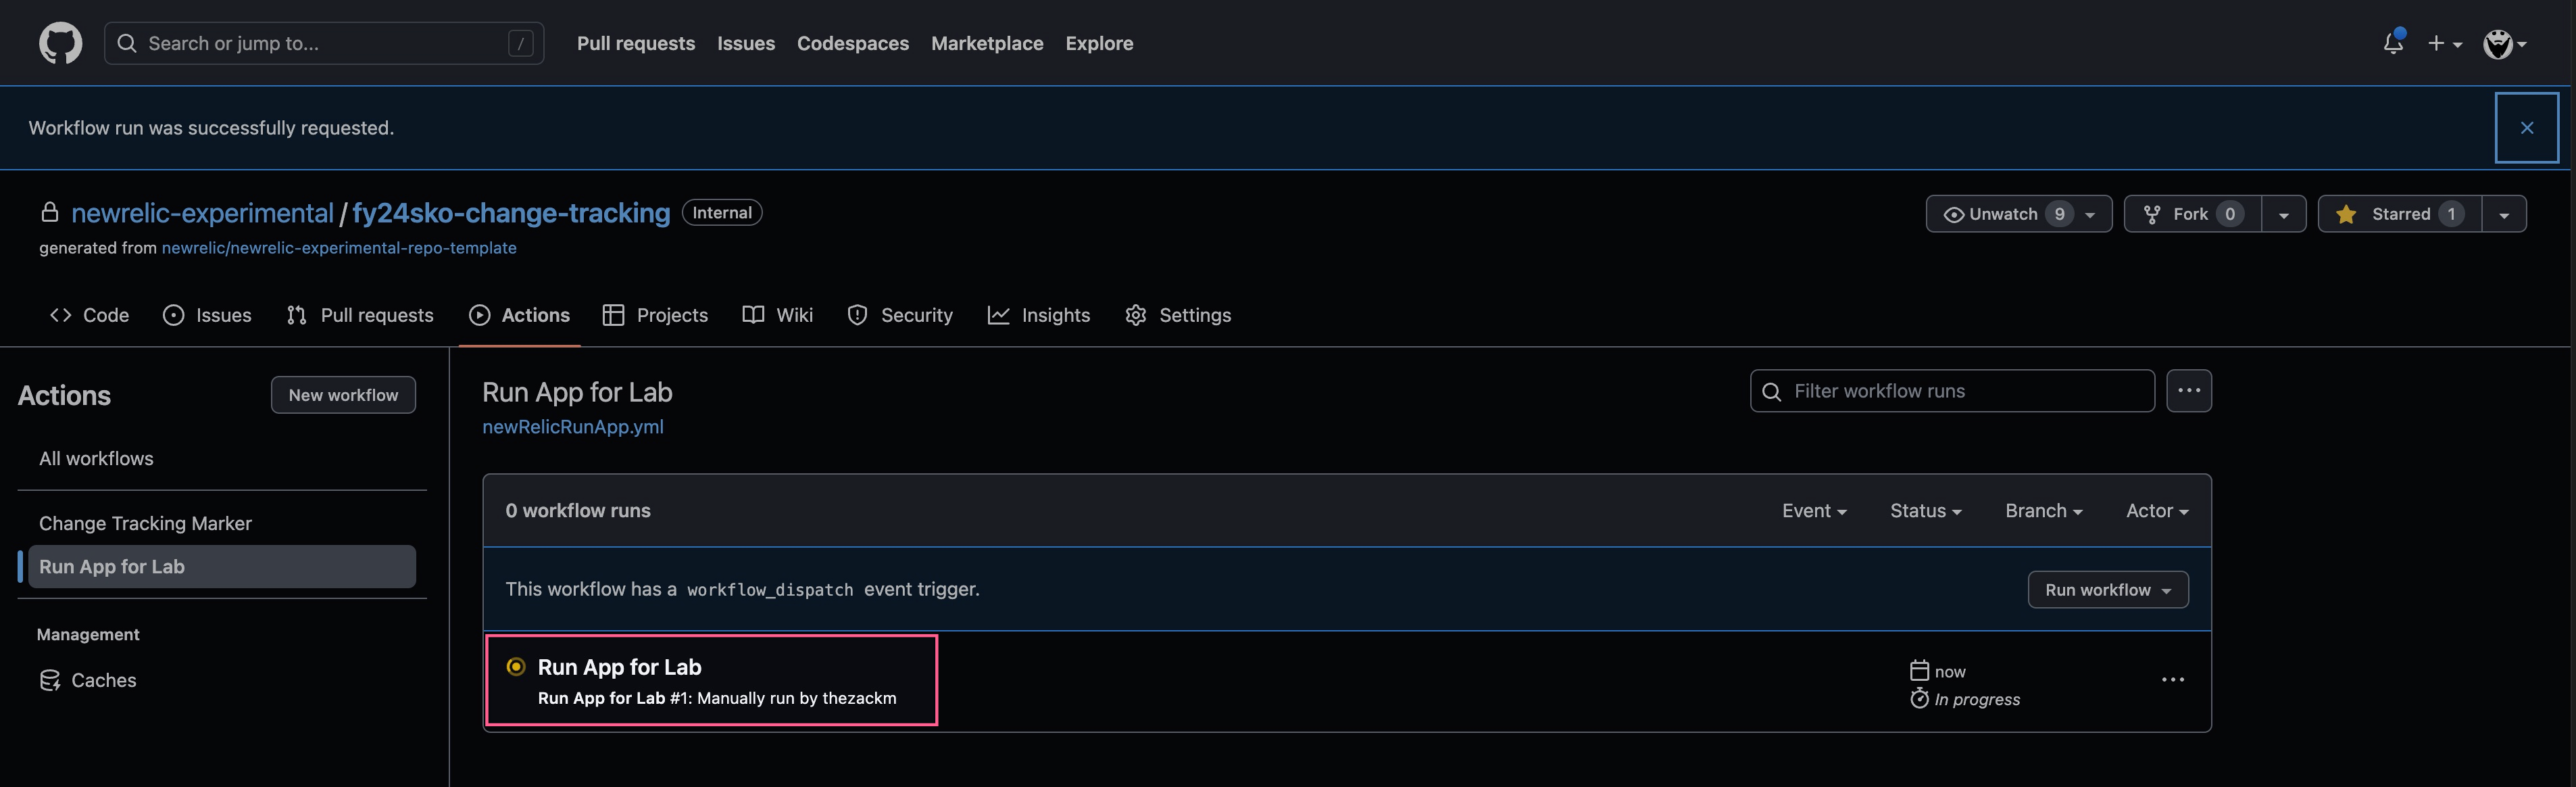 Search or jump to... / Pull requests Issues Codespaces Marketplace Explore
Workflow run was successfully requested.
newrelic-experimental / fy24sko-change-tracking Internal Unwatch 9 Fork 0 Starred 1
generated from newrelic/newrelic-experimental-repo-template
Code Issues Pull requests Actions Projects Wiki Security Insights Settings
Actions New workflow
All workflows
Change Tracking Marker
Run App for Lab
Management
Caches
Run App for Lab
newRelicRunApp.yml
Filter workflow runs
0 workflow runs Event Status Branch Actor
This workflow has a workflow_dispatch event trigger. Run workflow
Run App for Lab
Run App for Lab #1: Manually run by thezackm
now
In progress